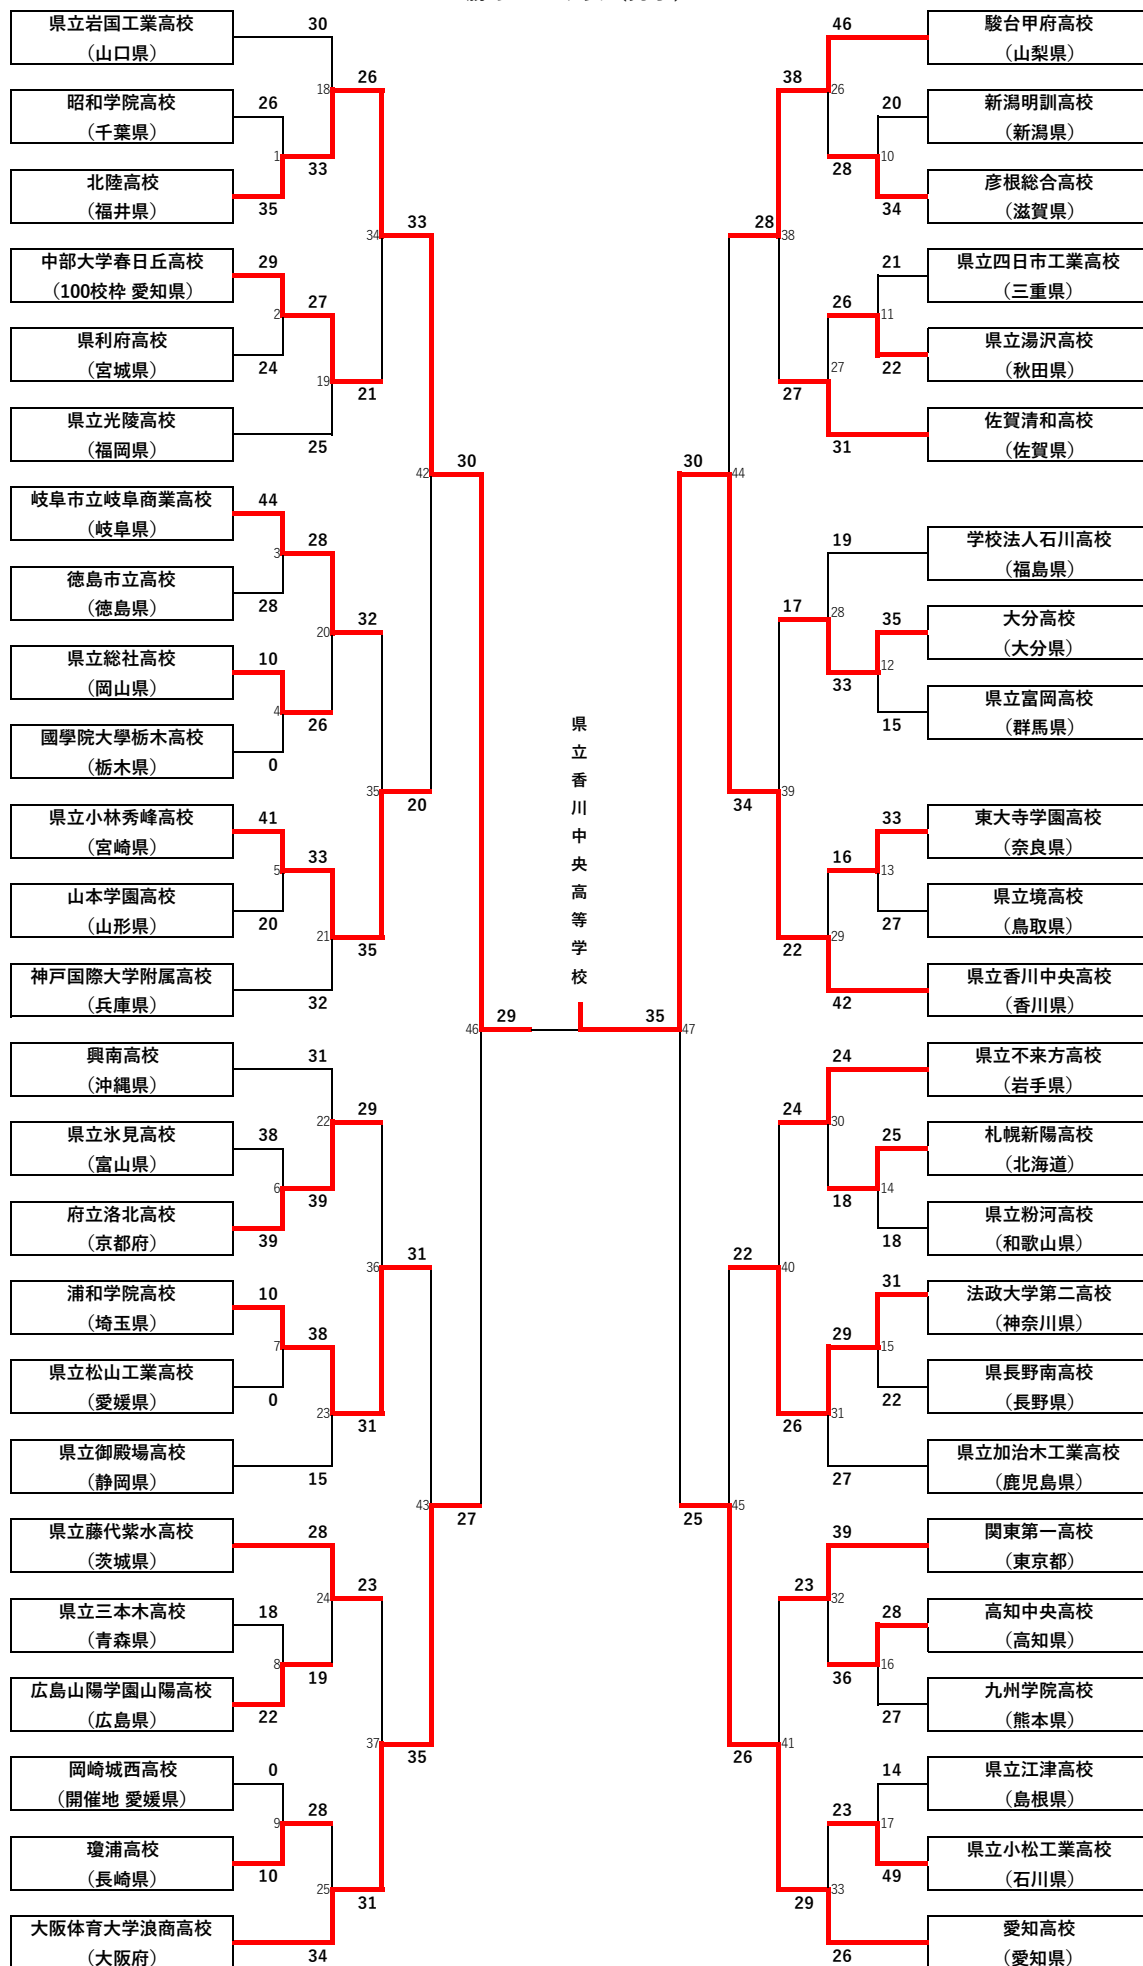 県立岩国工業高校
（山口県）
30
昭和学院高校
（千葉県）
26
18
26
1
33
北陸高校
（福井県）
35
34
33
中部大学春日丘高校
（100校枠 愛知県）
29
27
2
県利府高校
（宮城県）
24
19
21
県立光陵高校
（福岡県）
25
42
30
岐阜市立岐阜商業高校
（岐阜県）
44
28
3
徳島市立高校
（徳島県）
28
20
32
県立総社高校
（岡山県）
10
4
26
國學院大學栃木高校
（栃木県）
0
35
20
県立小林秀峰高校
（宮崎県）
41
33
5
山本学園高校
（山形県）
20
21
35
神戸国際大学附属高校
（兵庫県）
32
46
29
興南高校
（沖縄県）
31
22
29
県立氷見高校
（富山県）
38
6
39
府立洛北高校
（京都府）
39
36
31
浦和学院高校
（埼玉県）
10
38
7
県立松山工業高校
（愛媛県）
0
23
31
県立御殿場高校
（静岡県）
15
43
27
県立藤代紫水高校
（茨城県）
28
24
23
県立三本木高校
（青森県）
18
8
19
広島山陽学園山陽高校
（広島県）
22
37
35
岡崎城西高校
（開催地 愛媛県）
0
28
9
瓊浦高校
（長崎県）
10
25
31
大阪体育大学浪商高校
（大阪府）
34
県立香川中央高等学校
35
47
46
駿台甲府高校
（山梨県）
38
26
20
新潟明訓高校
（新潟県）
10
28
34
彦根総合高校
（滋賀県）
28
38
21
県立四日市工業高校
（三重県）
26
11
22
県立湯沢高校
（秋田県）
27
27
31
佐賀清和高校
（佐賀県）
30
44
19
学校法人石川高校
（福島県）
17
28
35
大分高校
（大分県）
12
33
15
県立富岡高校
（群馬県）
34
39
33
東大寺学園高校
（奈良県）
16
13
27
県立境高校
（鳥取県）
29
22
42
県立香川中央高校
（香川県）
24
県立不来方高校
（岩手県）
24
30
25
札幌新陽高校
（北海道）
14
18
18
県立粉河高校
（和歌山県）
22
40
31
法政大学第二高校
（神奈川県）
29
15
22
県長野南高校
（長野県）
31
26
27
県立加治木工業高校
（鹿児島県）
25
45
39
関東第一高校
（東京都）
23
32
28
高知中央高校
（高知県）
16
36
27
九州学院高校
（熊本県）
26
41
14
県立江津高校
（島根県）
23
17
49
県立小松工業高校
（石川県）
33
29
26
愛知高校
（愛知県）